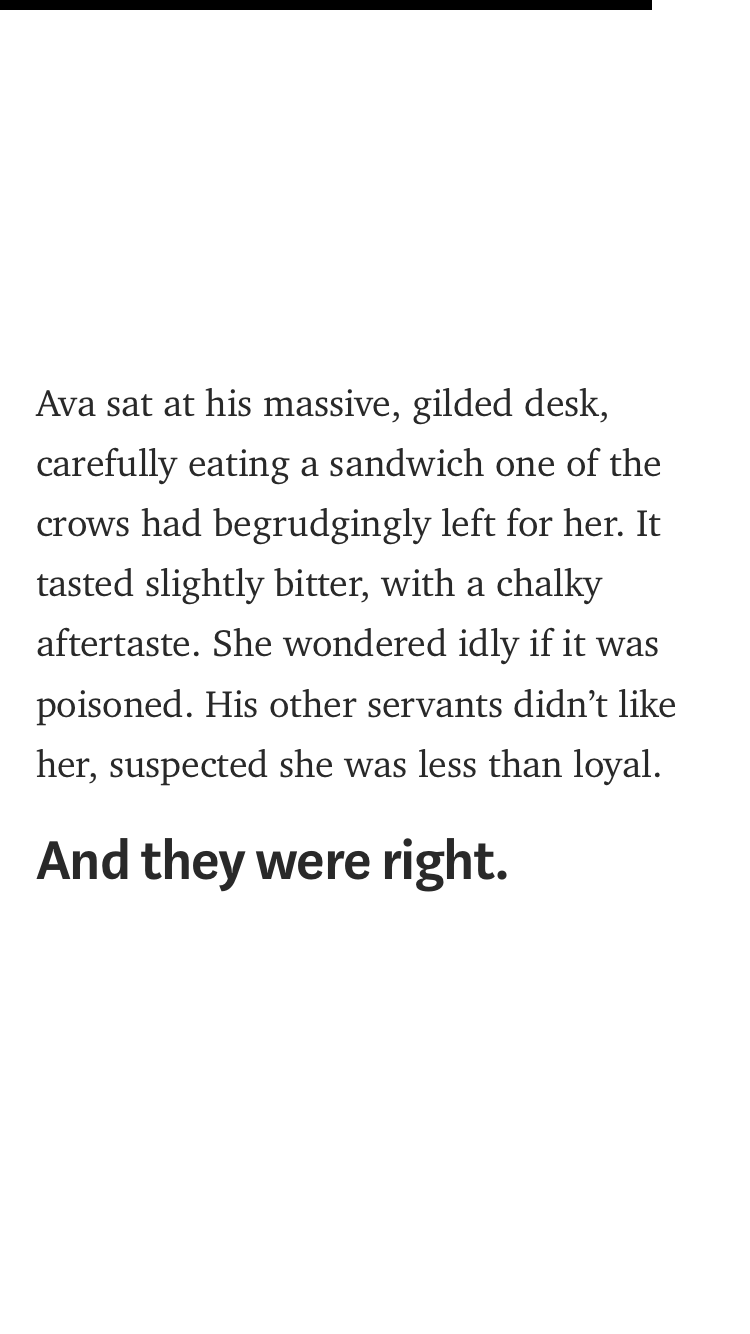 Ava sat at his massive, gilded desk,
carefully eating a sandwich one of the
crows had begrudgingly left for her. It
tasted slightly bitter, with a chalky
aftertaste. She wondered idly if it was
poisoned. His other servants didn’t like
her, suspected she was less than loyal.
And they were right.